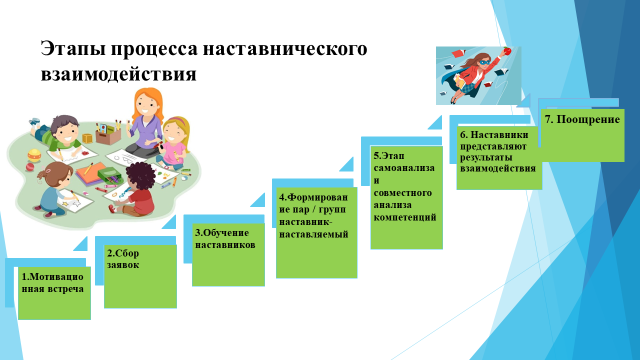 Этапы процесса наставнического
взаимодействия
1.Мотивацио
нная встреча
2.Сбор
заявок
3.Обучение
наставников
4.Формирован
ие пар / групп
наставник-
наставляемый
5.Этап
самоанализа
и
совместного
анализа
компетенций
6. Наставники
представляют
результаты
взаимодействия
7. Поощрение